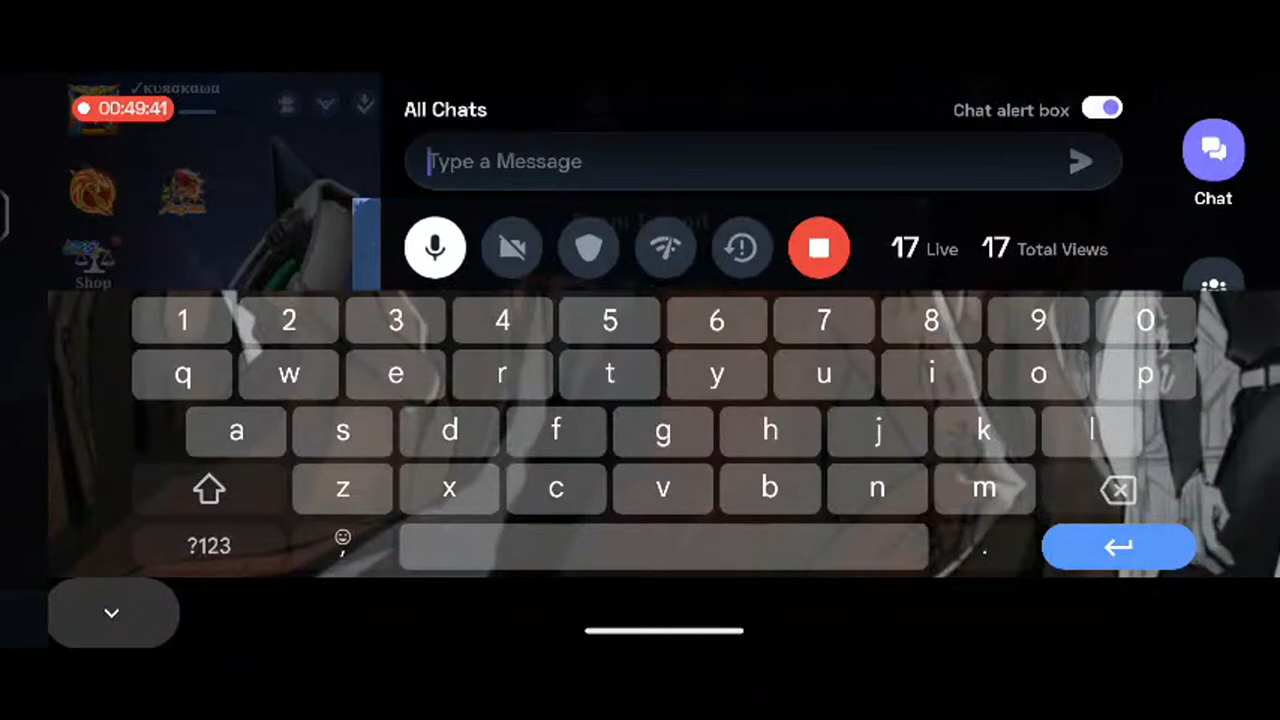 ✓кυяακαωα
00:49:41
All Chats
Chat alert box
Type a Message
Chat
Shop
17 Live 17 Total Views
1 2 3 4 5 6 7 8 9 0
q w e r t y u i o p
a s d f g h j k l
z x c v b n m
?123 , .